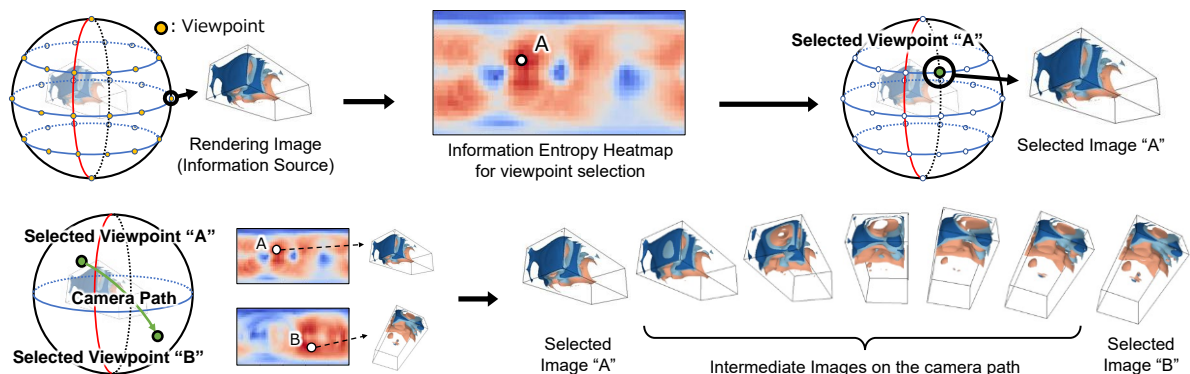 : Viewpoint
Rendering Image
(Information Source)
A
Information Entropy Heatmap
for viewpoint selection
Selected Viewpoint “A”
Selected Image “A”
Selected Viewpoint “A”
Camera Path
Selected Viewpoint “B”
A
B
Selected
Image “A”
Intermediate Images on the camera path
Selected
Image “B”